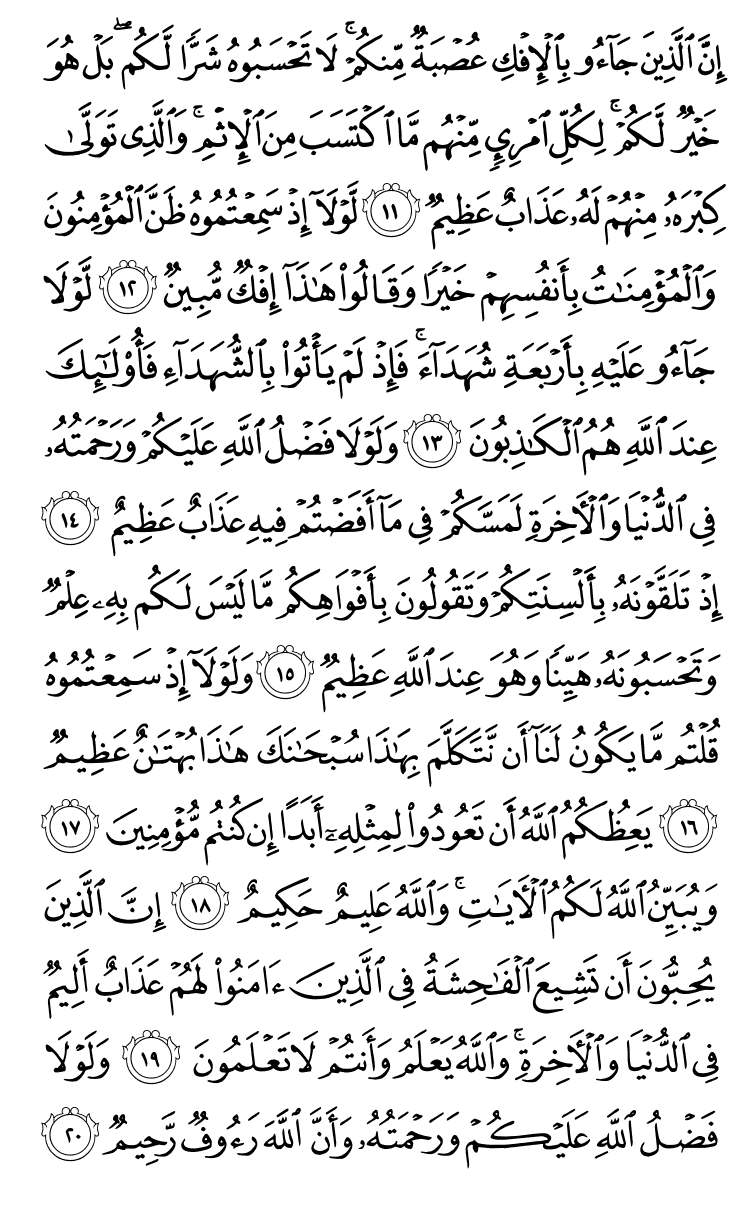 إِنَّ ٱلَّذِينَ جَآءُو بِٱلْإِفْكِ عُصْبَةٌ مِّنكُمْ ۚ لَا تَحْسَبُوهُ شَرًّا لَّكُم ۖ بَلْ هُوَ
خَيْرٌ لَّكُمْ ۚ لِكُلِّ ٱمْرِئٍ مِّنْهُم مَّا ٱكْتَسَبَ مِنَ ٱلْإِثْمِ ۚ وَٱلَّذِى تَوَلَّىٰ
كِبْرَهُۥ مِنْهُمْ لَهُۥ عَذَابٌ عَظِيمٌ ١١ لَّوْلَآ إِذْ سَمِعْتُمُوهُ ظَنَّ ٱلْمُؤْمِنُونَ
وَٱلْمُؤْمِنَٰتُ بِأَنفُسِهِمْ خَيْرًا وَقَالُوا۟ هَٰذَآ إِفْكٌ مُّبِينٌ ١٢ لَّوْلَا
جَآءُو عَلَيْهِ بِأَرْبَعَةِ شُهَدَآءَ ۚ فَإِذْ لَمْ يَأْتُوا۟ بِٱلشُّهَدَآءِ فَأُو۟لَٰٓئِكَ
عِندَ ٱللَّهِ هُمُ ٱلْكَٰذِبُونَ ١٣ وَلَوْلَا فَضْلُ ٱللَّهِ عَلَيْكُمْ وَرَحْمَتُهُۥ
فِى ٱلدُّنْيَا وَٱلْءَاخِرَةِ لَمَسَّكُمْ فِى مَآ أَفَضْتُمْ فِيهِ عَذَابٌ عَظِيمٌ ١٤
إِذْ تَلَقَّوْنَهُۥ بِأَلْسِنَتِكُمْ وَتَقُولُونَ بِأَفْوَاهِكُم مَّا لَيْسَ لَكُم بِهِۦ عِلْمٌ
وَتَحْسَبُونَهُۥ هَيِّنًا وَهُوَ عِندَ ٱللَّهِ عَظِيمٌ ١٥ وَلَوْلَآ إِذْ سَمِعْتُمُوهُ
قُلْتُم مَّا يَكُونُ لَنَآ أَن نَّتَكَلَّمَ بِهَٰذَا سُبْحَٰنَكَ هَٰذَا بُهْتَٰنٌ عَظِيمٌ
١٦ يَعِظُكُمُ ٱللَّهُ أَن تَعُودُوا۟ لِمِثْلِهِۦٓ أَبَدًا إِن كُنتُم مُّؤْمِنِينَ ١٧
وَيُبَيِّنُ ٱللَّهُ لَكُمُ ٱلْءَايَٰتِ ۚ وَٱللَّهُ عَلِيمٌ حَكِيمٌ ١٨ إِنَّ ٱلَّذِينَ
يُحِبُّونَ أَن تَشِيعَ ٱلْفَٰحِشَةُ فِى ٱلَّذِينَ ءَامَنُوا۟ لَهُمْ عَذَابٌ أَلِيمٌ
فِى ٱلدُّنْيَا وَٱلْءَاخِرَةِ ۚ وَٱللَّهُ يَعْلَمُ وَأَنتُمْ لَا تَعْلَمُونَ ١٩ وَلَوْلَا
فَضْلُ ٱللَّهِ عَلَيْكُمْ وَرَحْمَتُهُۥ وَأَنَّ ٱللَّهَ رَءُوفٌ رَّحِيمٌ ٢٠